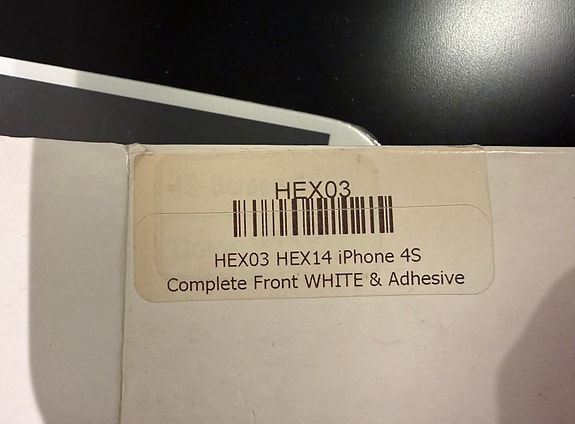 HEX03
HEX03 HEX14 iPhone 4S
Complete Front WHITE & Adhesive